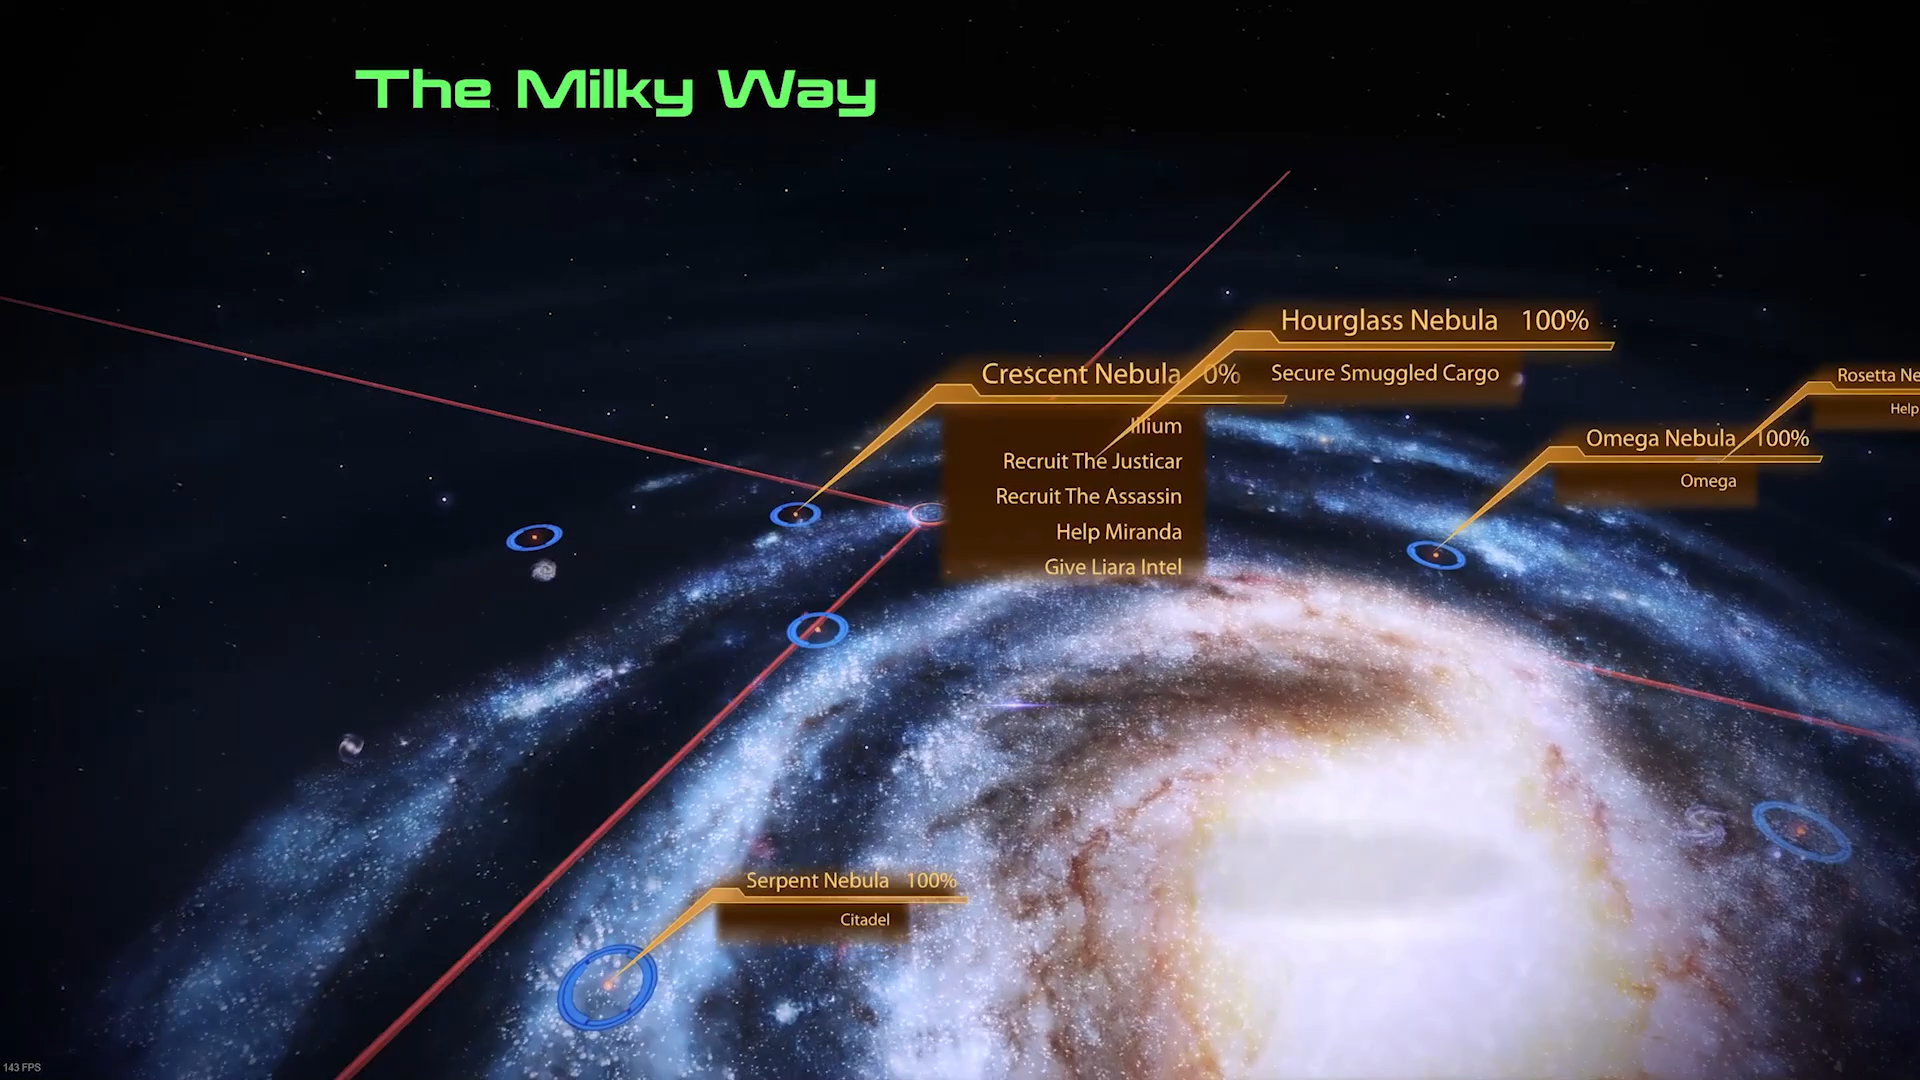 The Milky Way
Hourglass Nebula 100%
Secure Smuggled Cargo
Crescent Nebula 0%
Illium
Recruit The Justicar
Recruit The Assassin
Help Miranda
Give Liara Intel
Rosetta Ne
Help
Omega Nebula 100%
Omega
Serpent Nebula 100%
Citadel
143 FPS